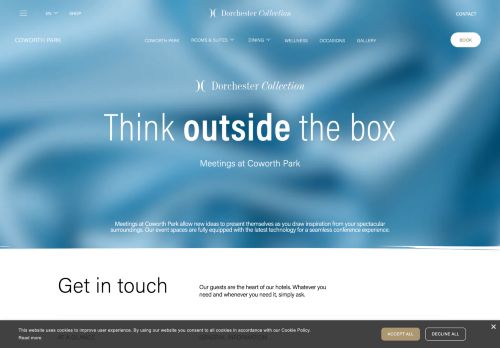 EN
SHOP
Dorchester Collection
CONTACT
COWORTH PARK
COWORTH PARK
ROOMS & SUITES
DINING
WELLNESS
OCCASIONS
GALLERY
BOOK
Dorchester Collection
Think outside the box
Meetings at Coworth Park
Meetings at Coworth Park allow new ideas to present themselves as you draw inspiration from your spectacular
surroundings. Our event spaces are fully equipped with the latest technology for a seamless conference experience.
Get in touch
Our guests are the heart of our hotels. Whatever you
need and whenever you need it, simply ask.
This website uses cookies to improve user experience. By using our website you consent to all cookies in accordance with our Cookie Policy.
Read more
ACCEPT ALL
DECLINE ALL
AT A GLANCE
GENERAL INFORMATION